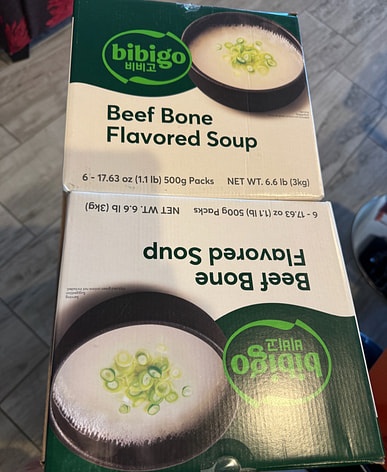 bibigo
비비고
Beef Bone
Flavored Soup
6 - 17.63 oz (1.1 lb) 500g Packs NET WT. 6.6 lb (3kg)
6 - 17.63 oz (1.1 lb) 500g Packs NET WT. 6.6 lb (3kg)
Beef Bone
Flavored Soup
bibigo
비비고